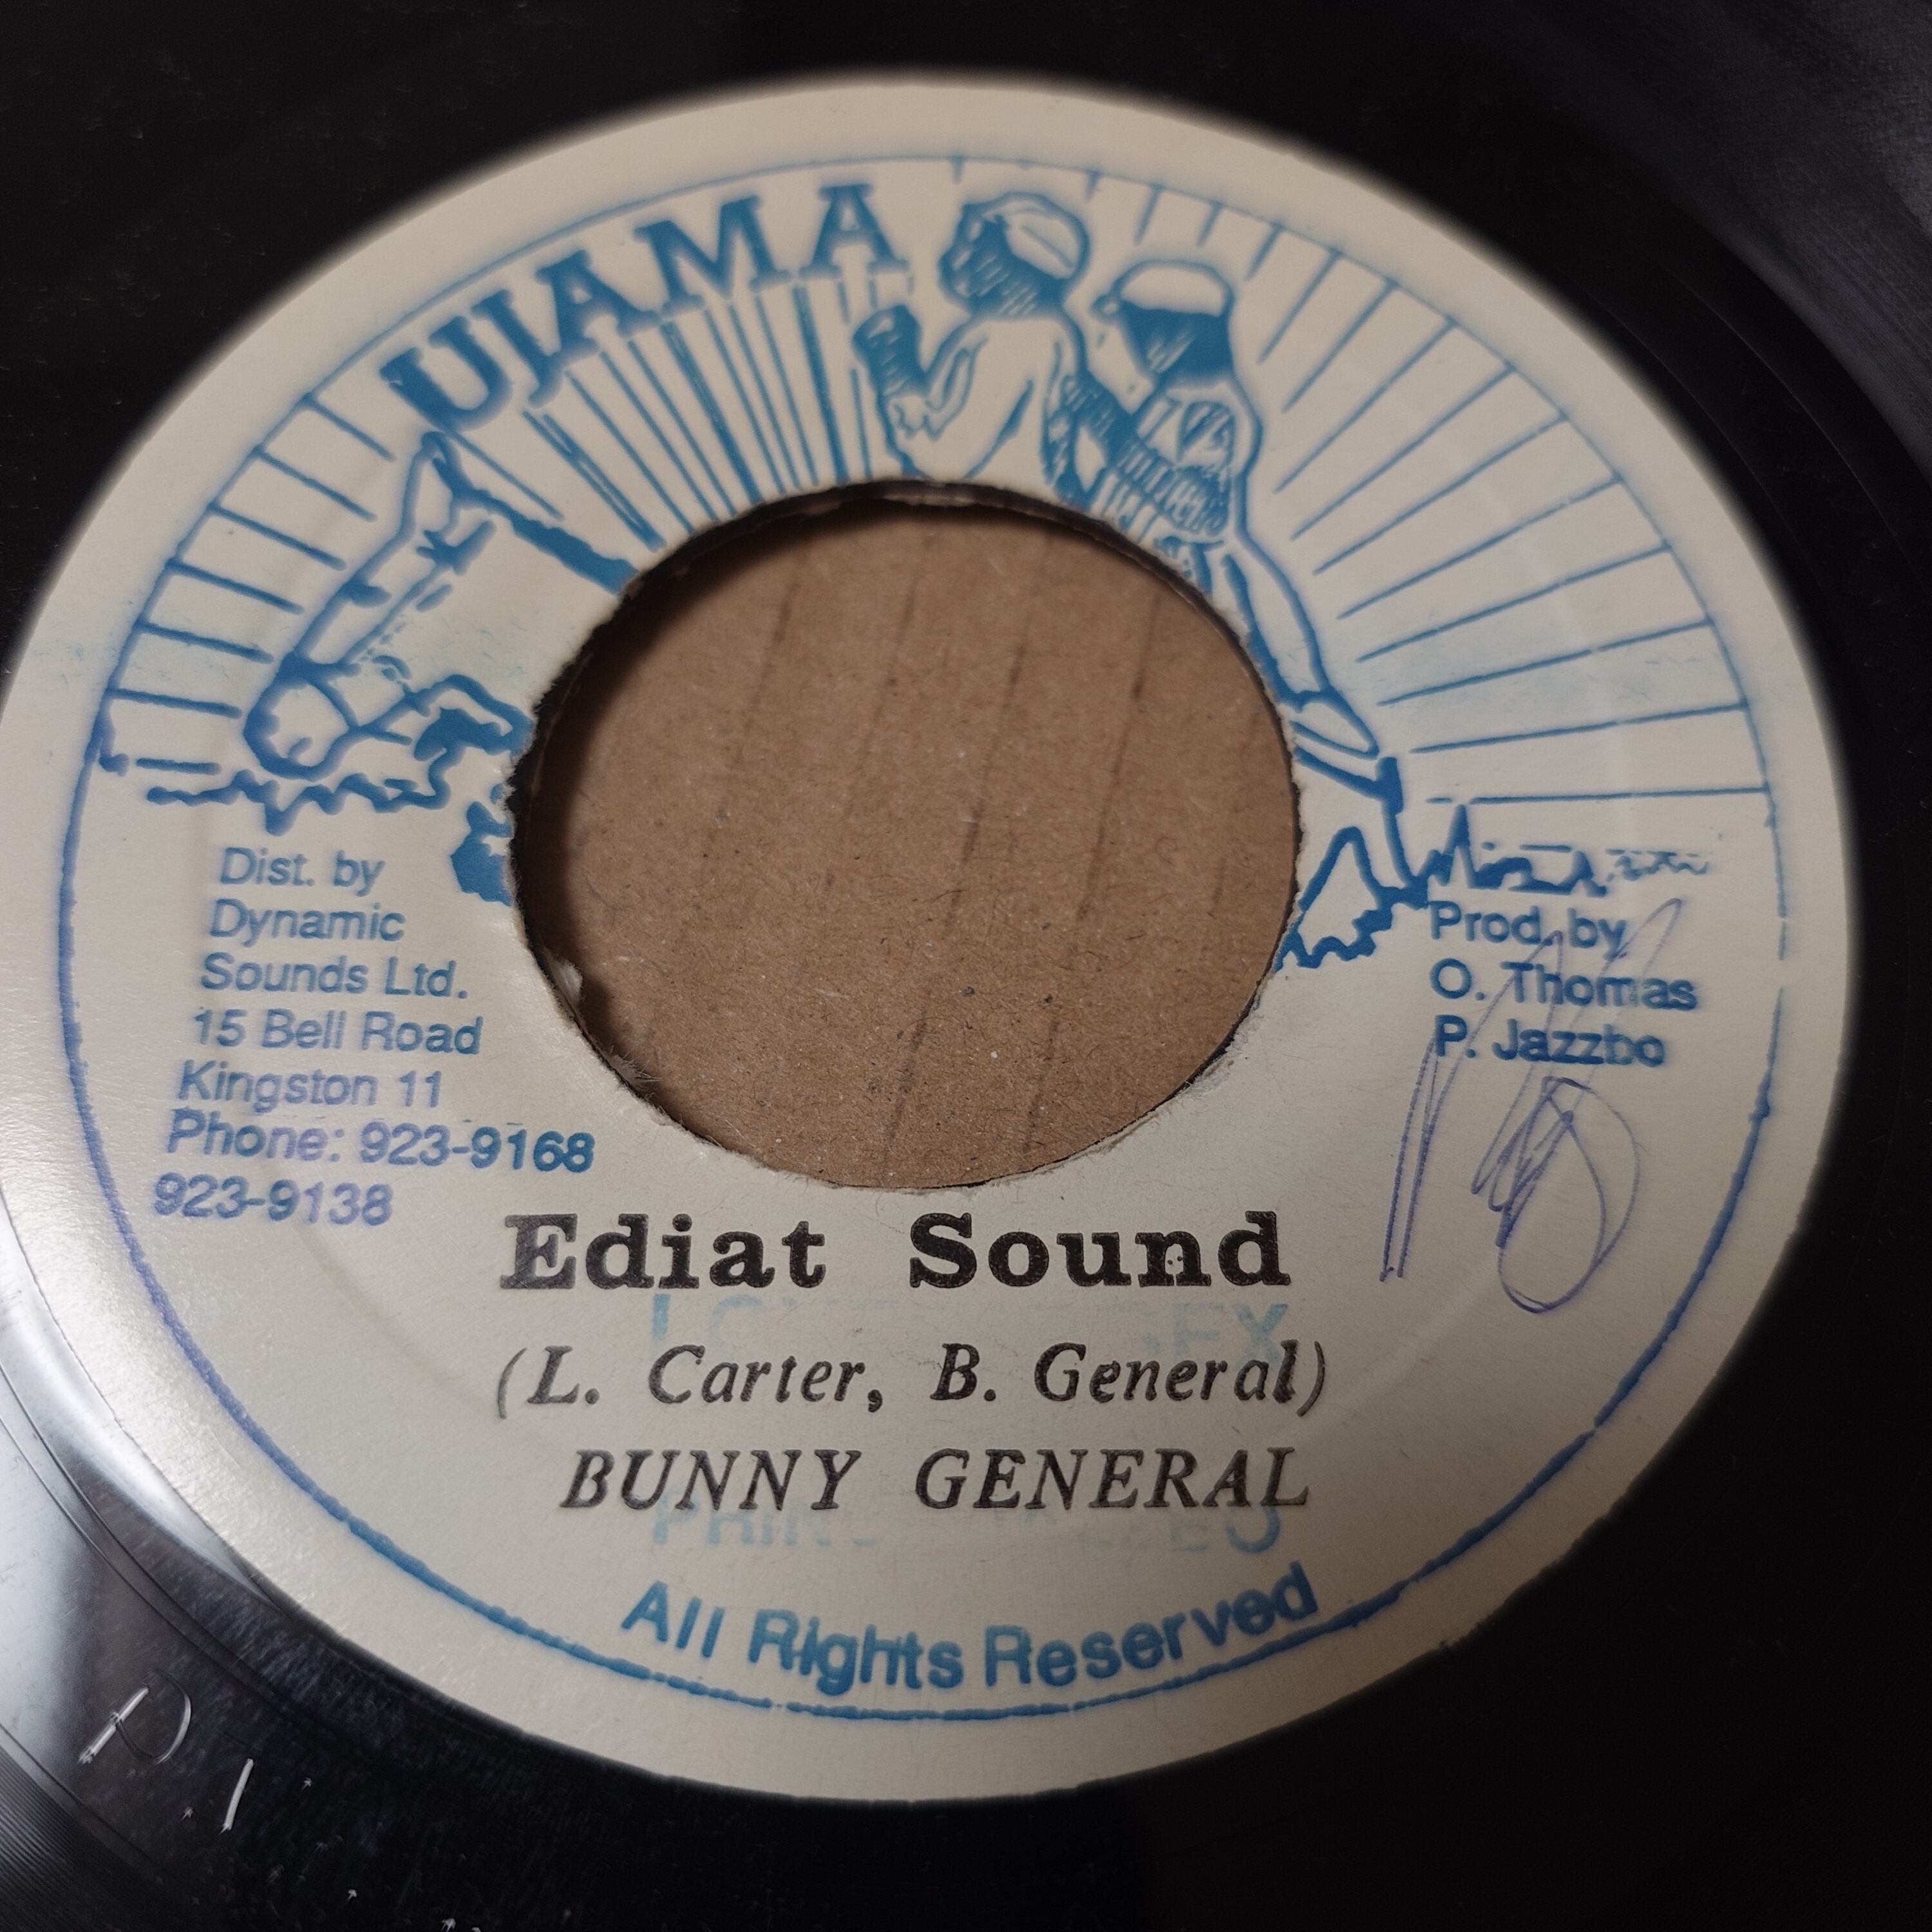 UJAMA
Dist. by
Dynamic
Sounds Ltd.
15 Bell Road
Kingston 11
Phone: 923-9168
923-9138
Prod. by
O. Thomas
P. Jazzbo
Ediat Sound
(L. Carter, B. General)
BUNNY GENERAL
All Rights Reserved